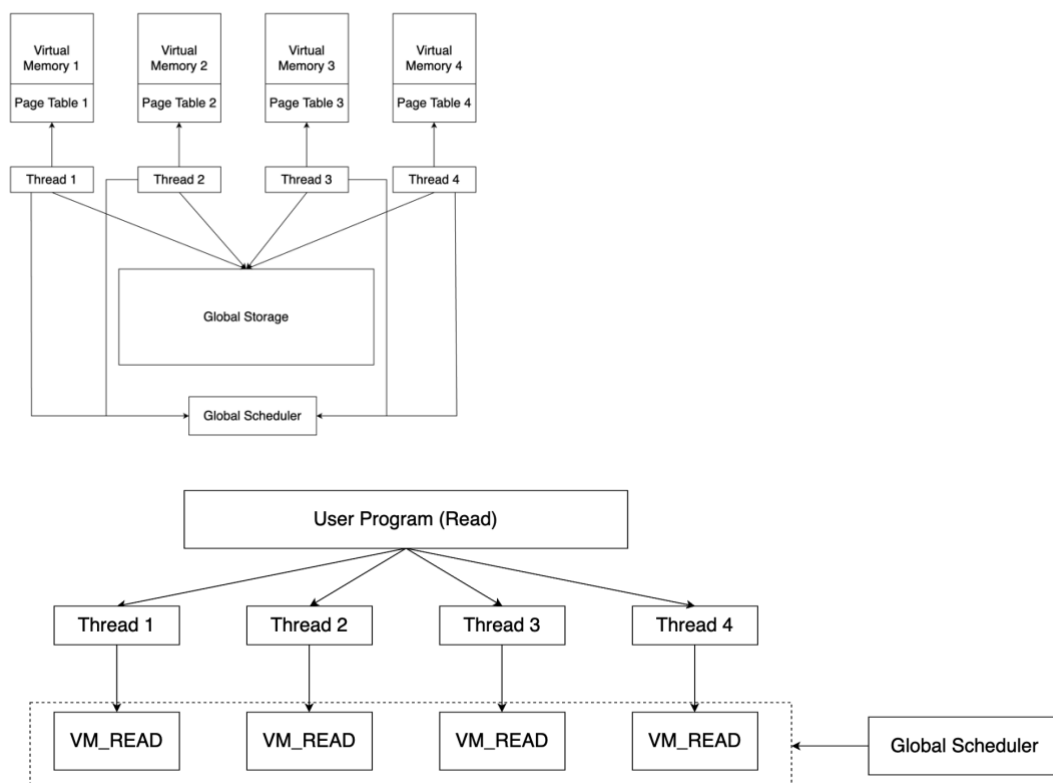 Virtual
Memory 1
Virtual
Memory 2
Virtual
Memory 3
Virtual
Memory 4
Page Table 1
Page Table 2
Page Table 3
Page Table 4
Thread 1
Thread 2
Thread 3
Thread 4
Global Storage
Global Scheduler
User Program (Read)
Thread 1
Thread 2
Thread 3
Thread 4
VM_READ
VM_READ
VM_READ
VM_READ
Global Scheduler